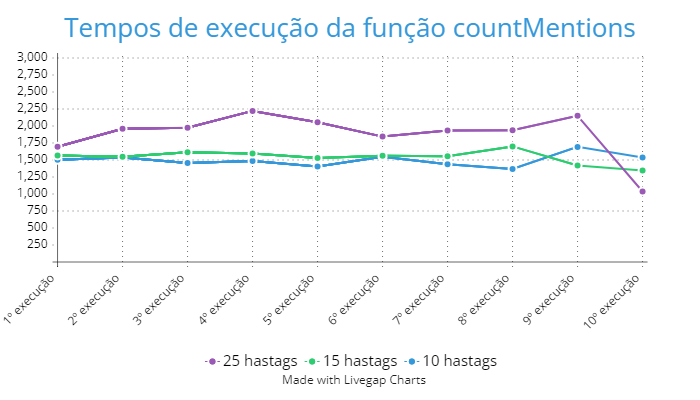 Tempos de execução da função countMentions
3,000
2,750
2,500
2,250
2,000
1,750
1,500
1,250
1,000
750
500
250
1º execução
2º execução
3º execução
4º execução
5º execução
6º execução
7º execução
8º execução
9º execução
10º execução
25 hastags 15 hastags 10 hastags
Made with Livegap Charts